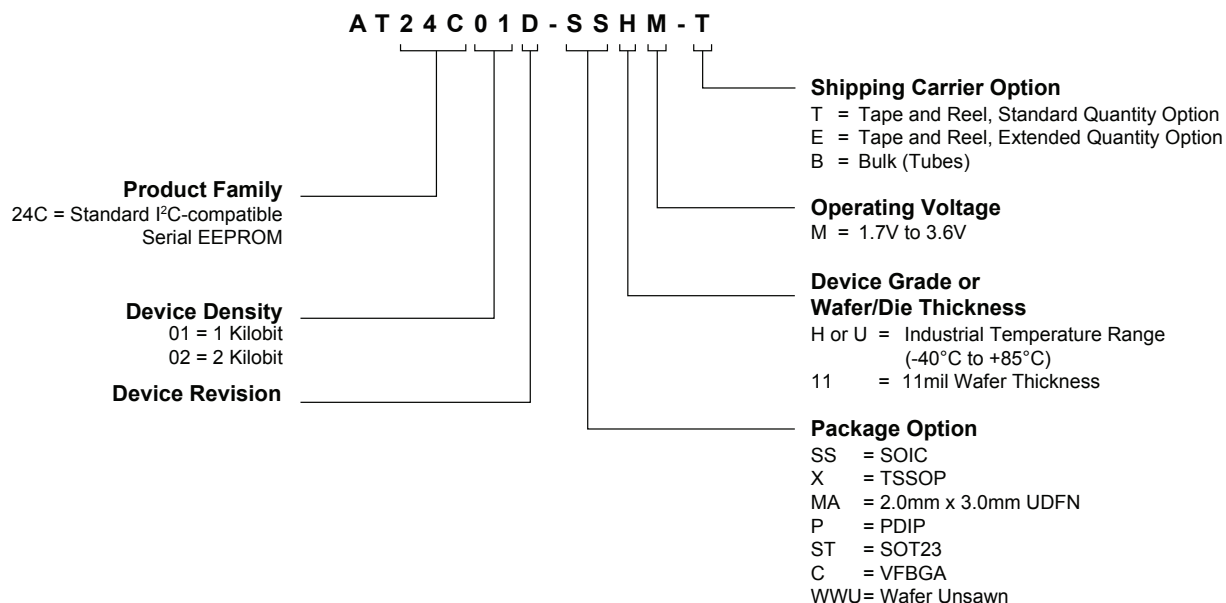 AT24C01D-SSHM-T
Shipping Carrier Option
T = Tape and Reel, Standard Quantity Option
E = Tape and Reel, Extended Quantity Option
B = Bulk (Tubes)
Product Family
24C = Standard I²C-compatible
Serial EEPROM
Operating Voltage
M = 1.7V to 3.6V
Device Grade or
Wafer/Die Thickness
H or U = Industrial Temperature Range
(-40°C to +85°C)
11 = 11mil Wafer Thickness
Device Density
01 = 1 Kilobit
02 = 2 Kilobit
Device Revision
Package Option
SS = SOIC
X = TSSOP
MA = 2.0mm x 3.0mm UDFN
P = PDIP
ST = SOT23
C = VFBGA
WWU= Wafer Unsawn